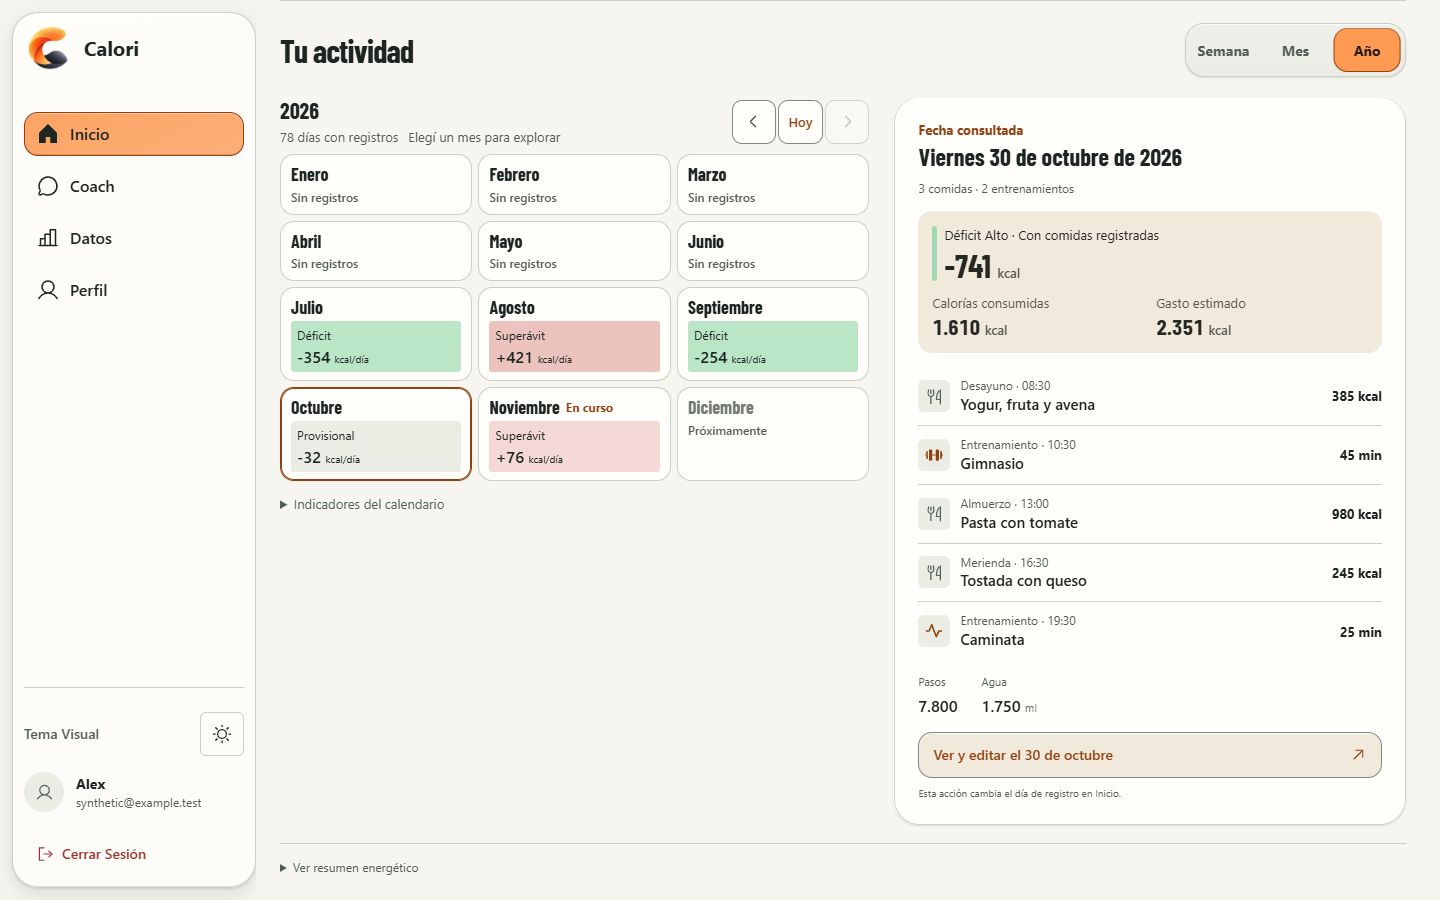 Calori
Inicio
Coach
Datos
Perfil
Tema Visual
Alex
synthetic@example.test
Cerrar Sesión
Tu actividad
Semana
Mes
Año
2026
78 días con registros
Elegí un mes para explorar
Hoy
Enero
Sin registros
Febrero
Sin registros
Marzo
Sin registros
Abril
Sin registros
Mayo
Sin registros
Junio
Sin registros
Julio
Déficit
-354 kcal/día
Agosto
Superávit
+421 kcal/día
Septiembre
Déficit
-254 kcal/día
Octubre
Provisional
-32 kcal/día
Noviembre En curso
Superávit
+76 kcal/día
Diciembre
Próximamente
Indicadores del calendario
Fecha consultada
Viernes 30 de octubre de 2026
3 comidas · 2 entrenamientos
Déficit Alto · Con comidas registradas
-741 kcal
Calorías consumidas
1.610 kcal
Gasto estimado
2.351 kcal
Desayuno · 08:30
Yogur, fruta y avena
385 kcal
Entrenamiento · 10:30
Gimnasio
45 min
Almuerzo · 13:00
Pasta con tomate
980 kcal
Merienda · 16:30
Tostada con queso
245 kcal
Entrenamiento · 19:30
Caminata
25 min
Pasos
7.800
Agua
1.750 ml
Ver y editar el 30 de octubre
Esta acción cambia el día de registro en Inicio.
Ver resumen energético